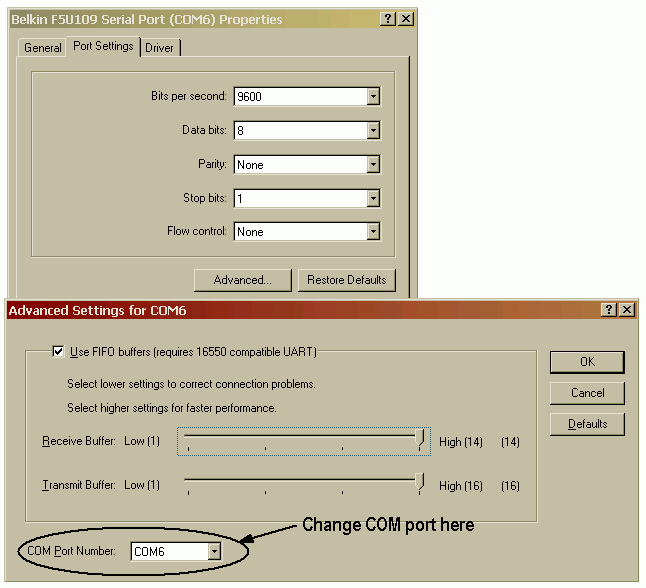 Belkin F5U109 Serial Port (COM6) Properties
General Port Settings Driver
Bits per second: 9600
Data bits: 8
Parity: None
Stop bits: 1
Flow control: None
Advanced... Restore Defaults
Advanced Settings for COM6
Use FIFO buffers (requires 16550 compatible UART)
OK
Select lower settings to correct connection problems.
Cancel
Select higher settings for faster performance.
Defaults
Receive Buffer: Low (1) High (14) (14)
Transmit Buffer: Low (1) High (16) (16)
Change COM port here
COM Port Number: COM6